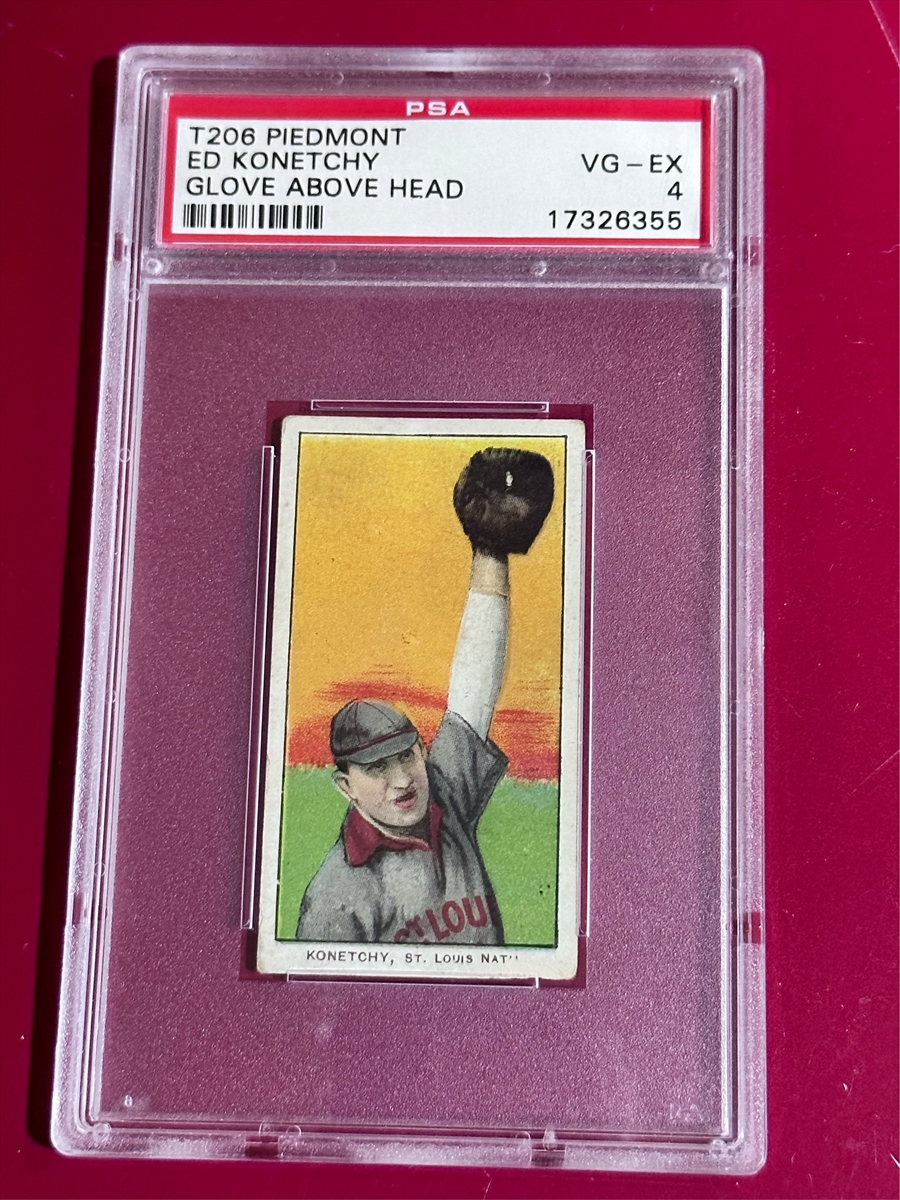 PSA
T206 PIEDMONT
ED KONETCHY VG-EX
GLOVE ABOVE HEAD 4
17326355
ST. LOU
KONETCHY, ST. LOUIS NAT'L